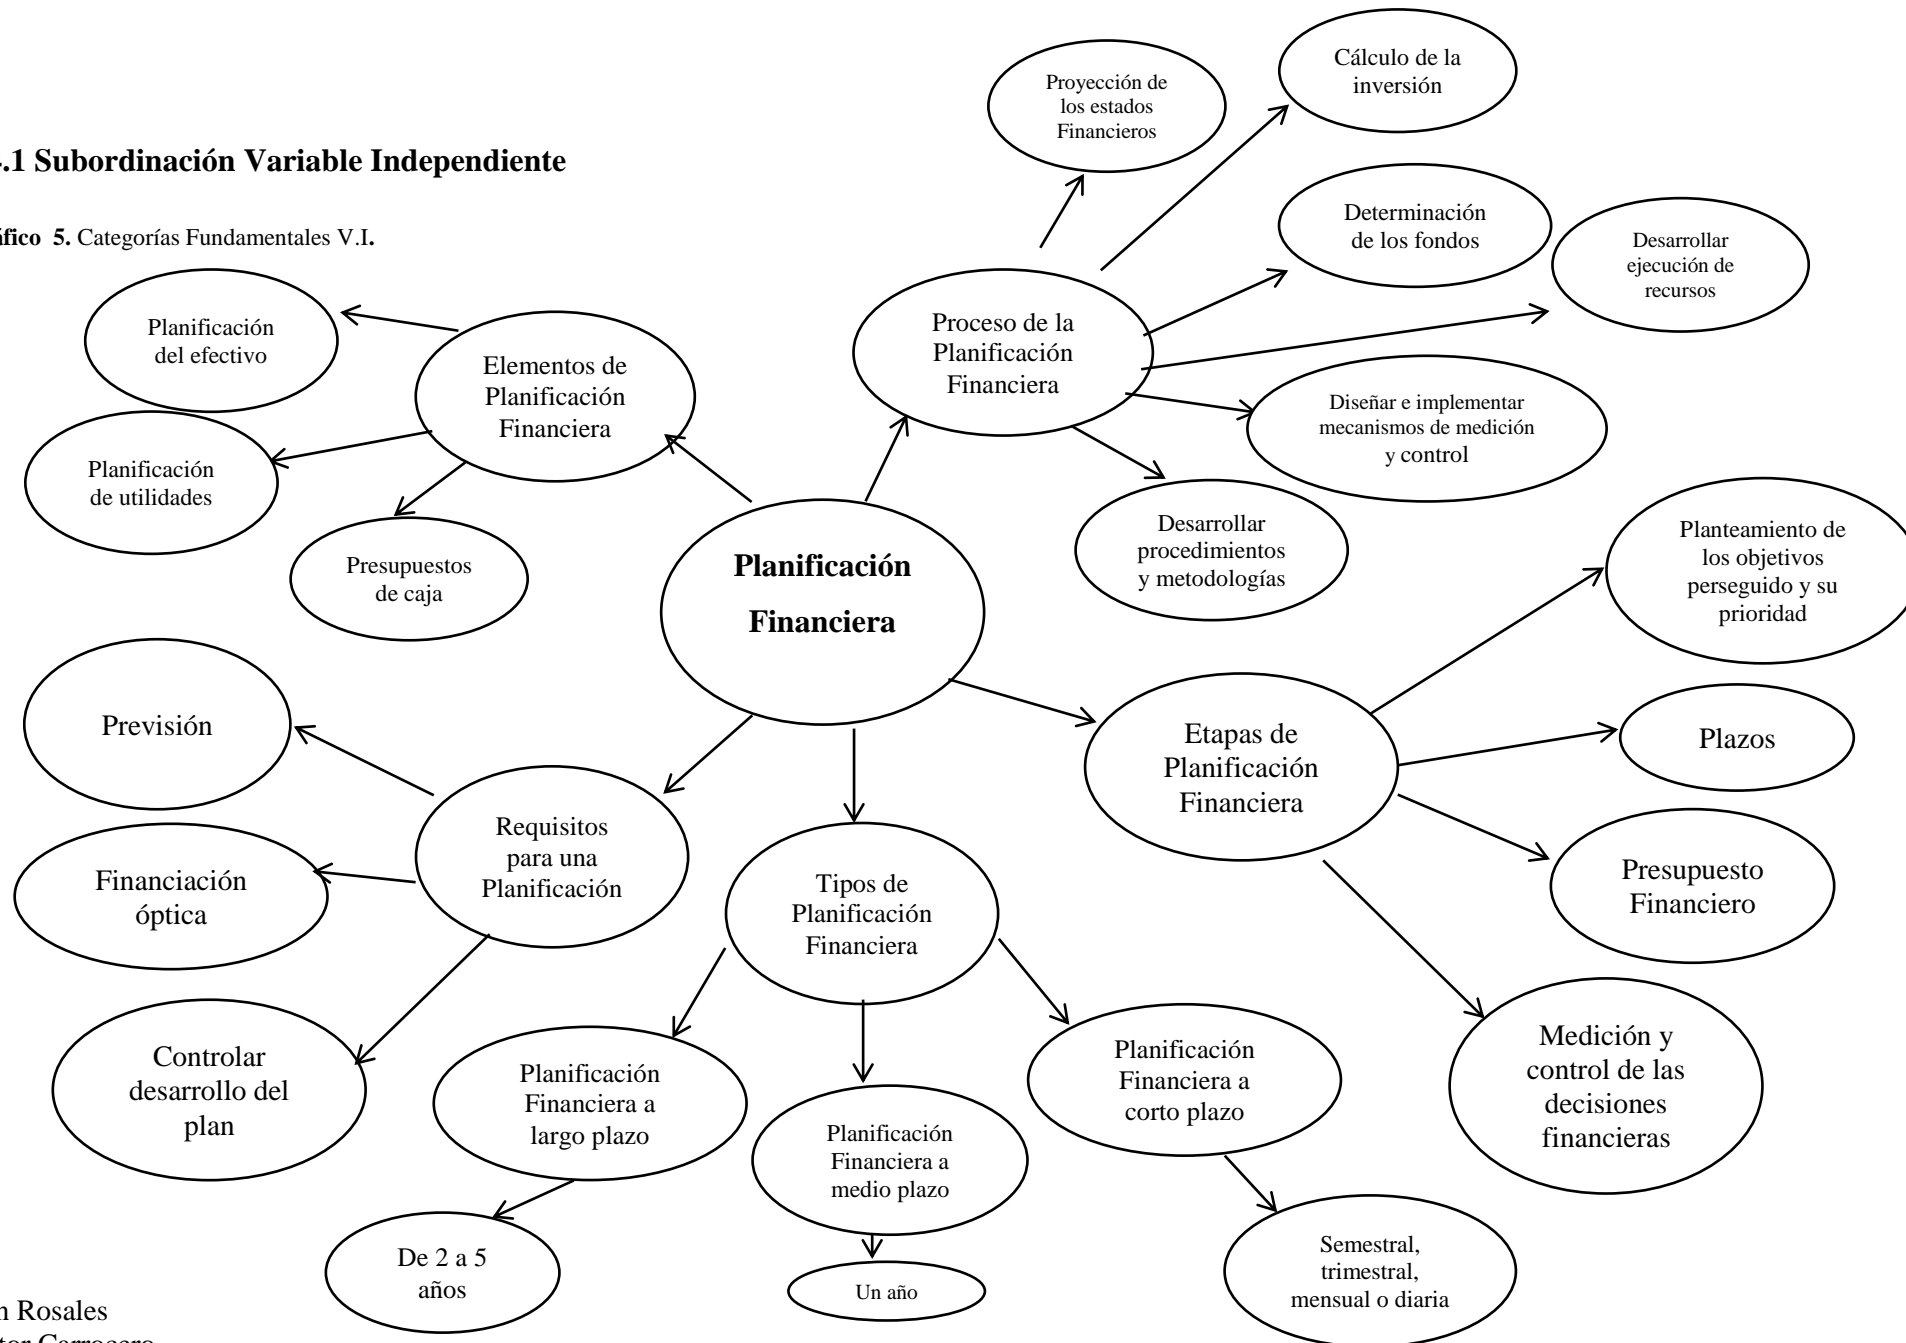 .1 Subordinación Variable Independiente
5. Categorías Fundamentales V.I.
Proyección de
los estados
Financieros
Cálculo de la
inversión
Determinación
de los fondos
Desarrollar
ejecución de
recursos
Planificación
del efectivo
Elementos de
Planificación
Financiera
Proceso de la
Planificación
Financiera
Diseñar e implementar
mecanismos de medición
y control
Planificación
de utilidades
Presupuestos
de caja
Desarrollar
procedimientos
y metodologías
Planificación
Financiera
Planteamiento de
los objetivos
perseguido y su
prioridad
Previsión
Etapas de
Planificación
Financiera
Plazos
Requisitos
para una
Planificación
Financiación
óptica
Tipos de
Planificación
Financiera
Presupuesto
Financiero
Controlar
desarrollo del
plan
Planificación
Financiera a
largo plazo
Planificación
Financiera a
medio plazo
Planificación
Financiera a
corto plazo
Medición y
control de las
decisiones
financieras
De 2 a 5
años
Un año
Semestral,
trimestral,
mensual o diaria
Rosales
Carrocero